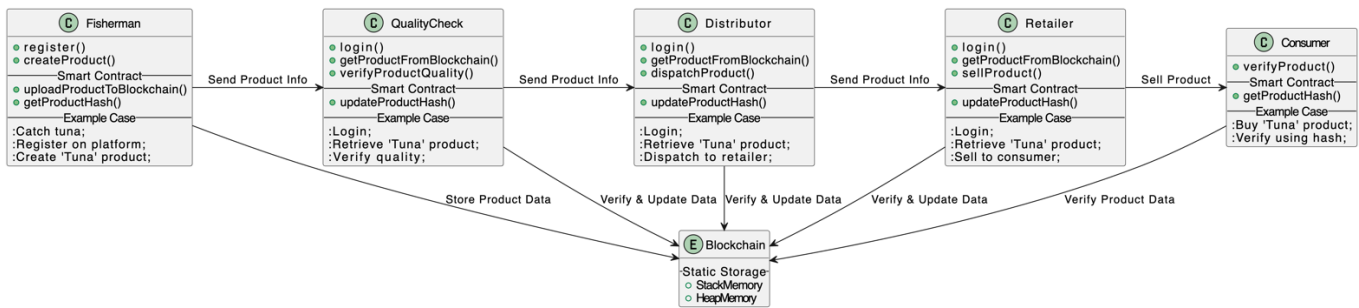 C Fisherman
register()
createProduct()
Smart Contract
uploadProductToBlockchain()
getProductHash()
Example Case
:Catch tuna;
:Register on platform;
:Create 'Tuna' product;
Send Product Info
C QualityCheck
login()
getProductFromBlockchain()
verifyProductQuality()
Smart Contract
updateProductHash()
Example Case
:Login;
:Retrieve 'Tuna' product;
:Verify quality;
Send Product Info
C Distributor
login()
getProductFromBlockchain()
dispatchProduct()
Smart Contract
updateProductHash()
Example Case
:Login;
:Retrieve 'Tuna' product;
:Dispatch to retailer;
Send Product Info
C Retailer
login()
getProductFromBlockchain()
sellProduct()
Smart Contract
updateProductHash()
Example Case
:Login;
:Retrieve 'Tuna' product;
:Sell to consumer;
Sell Product
C Consumer
verifyProduct()
Smart Contract
getProductHash()
Example Case
:Buy 'Tuna' product;
:Verify using hash;
Store Product Data
Verify & Update Data
Verify & Update Data
Verify & Update Data
Verify Product Data
E Blockchain
Static Storage
StackMemory
HeapMemory